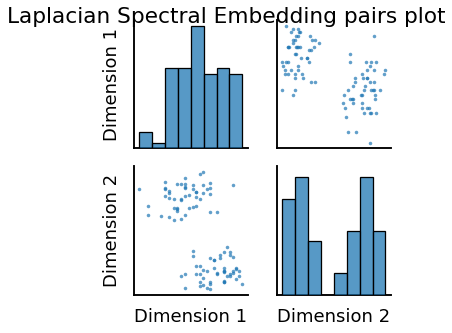 Laplacian Spectral Embedding pairs plot
Dimension 1
Dimension 2
Dimension 1
Dimension 2